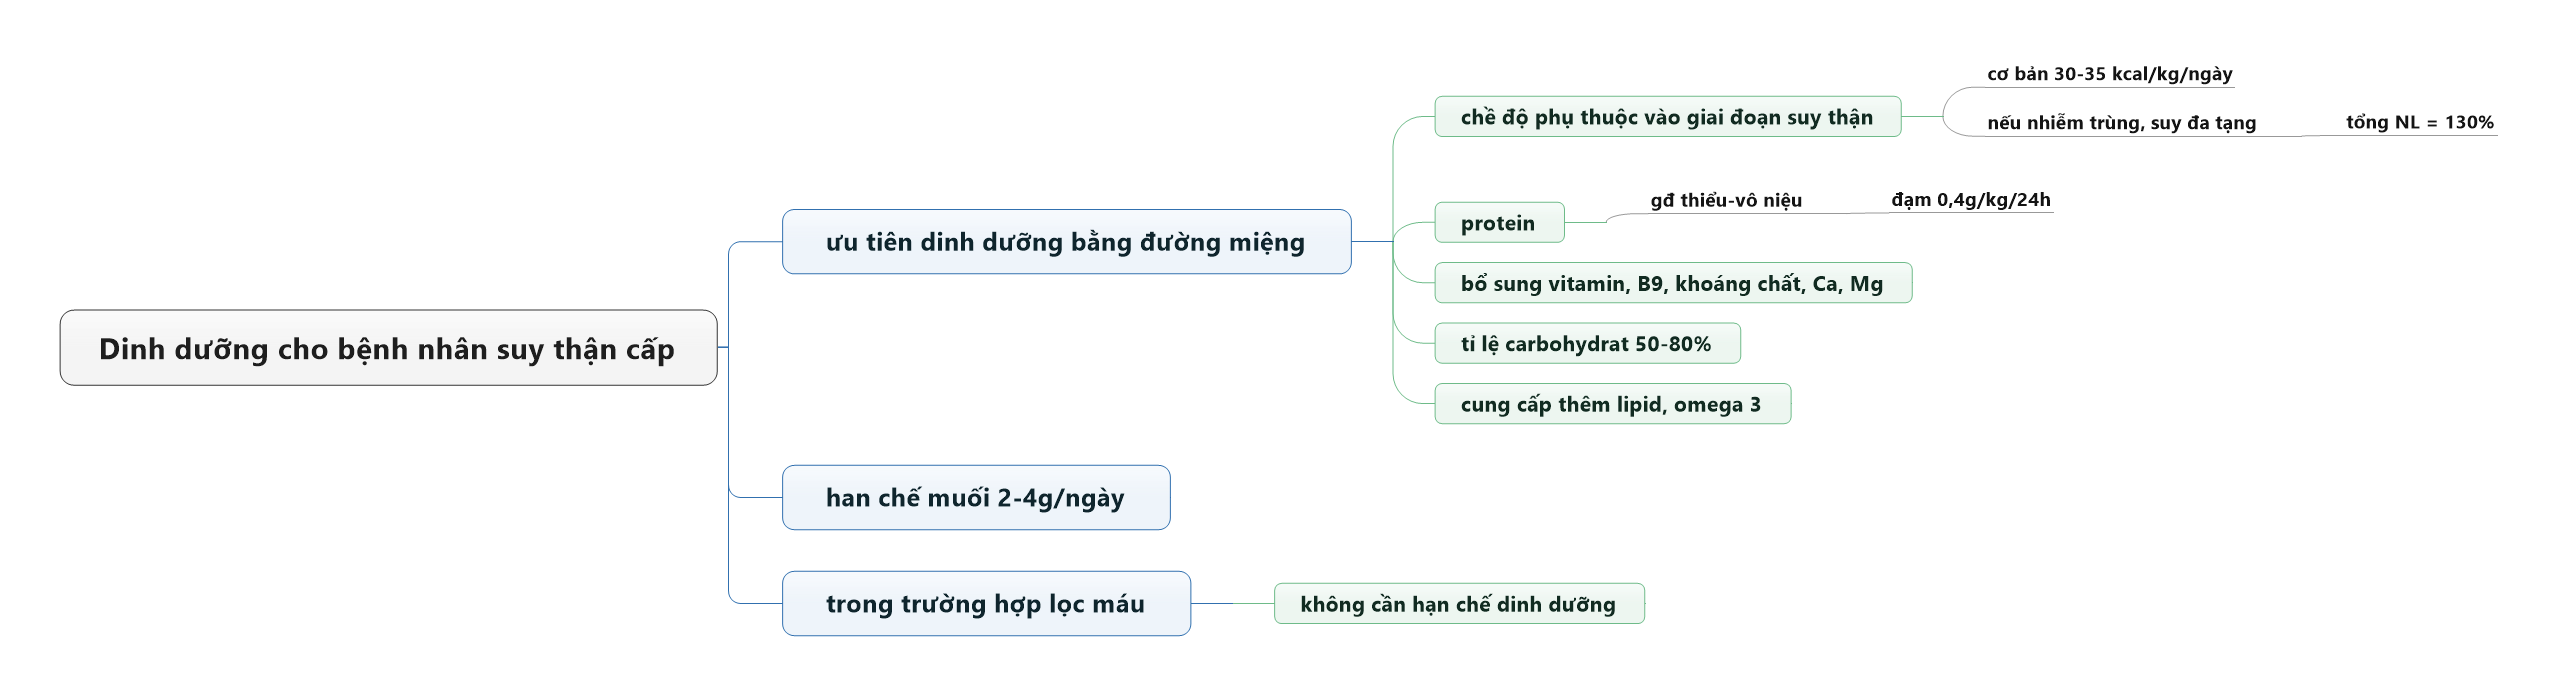 Dinh dưỡng cho bệnh nhân suy thận cấp
ưu tiên dinh dưỡng bằng đường miệng
chề độ phụ thuộc vào giai đoạn suy thận
cơ bản 30-35 kcal/kg/ngày
nếu nhiễm trùng, suy đa tạng
tổng NL = 130%
protein
gđ thiểu-vô niệu
đạm 0,4g/kg/24h
bổ sung vitamin, B9, khoáng chất, Ca, Mg
tỉ lệ carbohydrat 50-80%
cung cấp thêm lipid, omega 3
han chế muối 2-4g/ngày
trong trường hợp lọc máu
không cần hạn chế dinh dưỡng